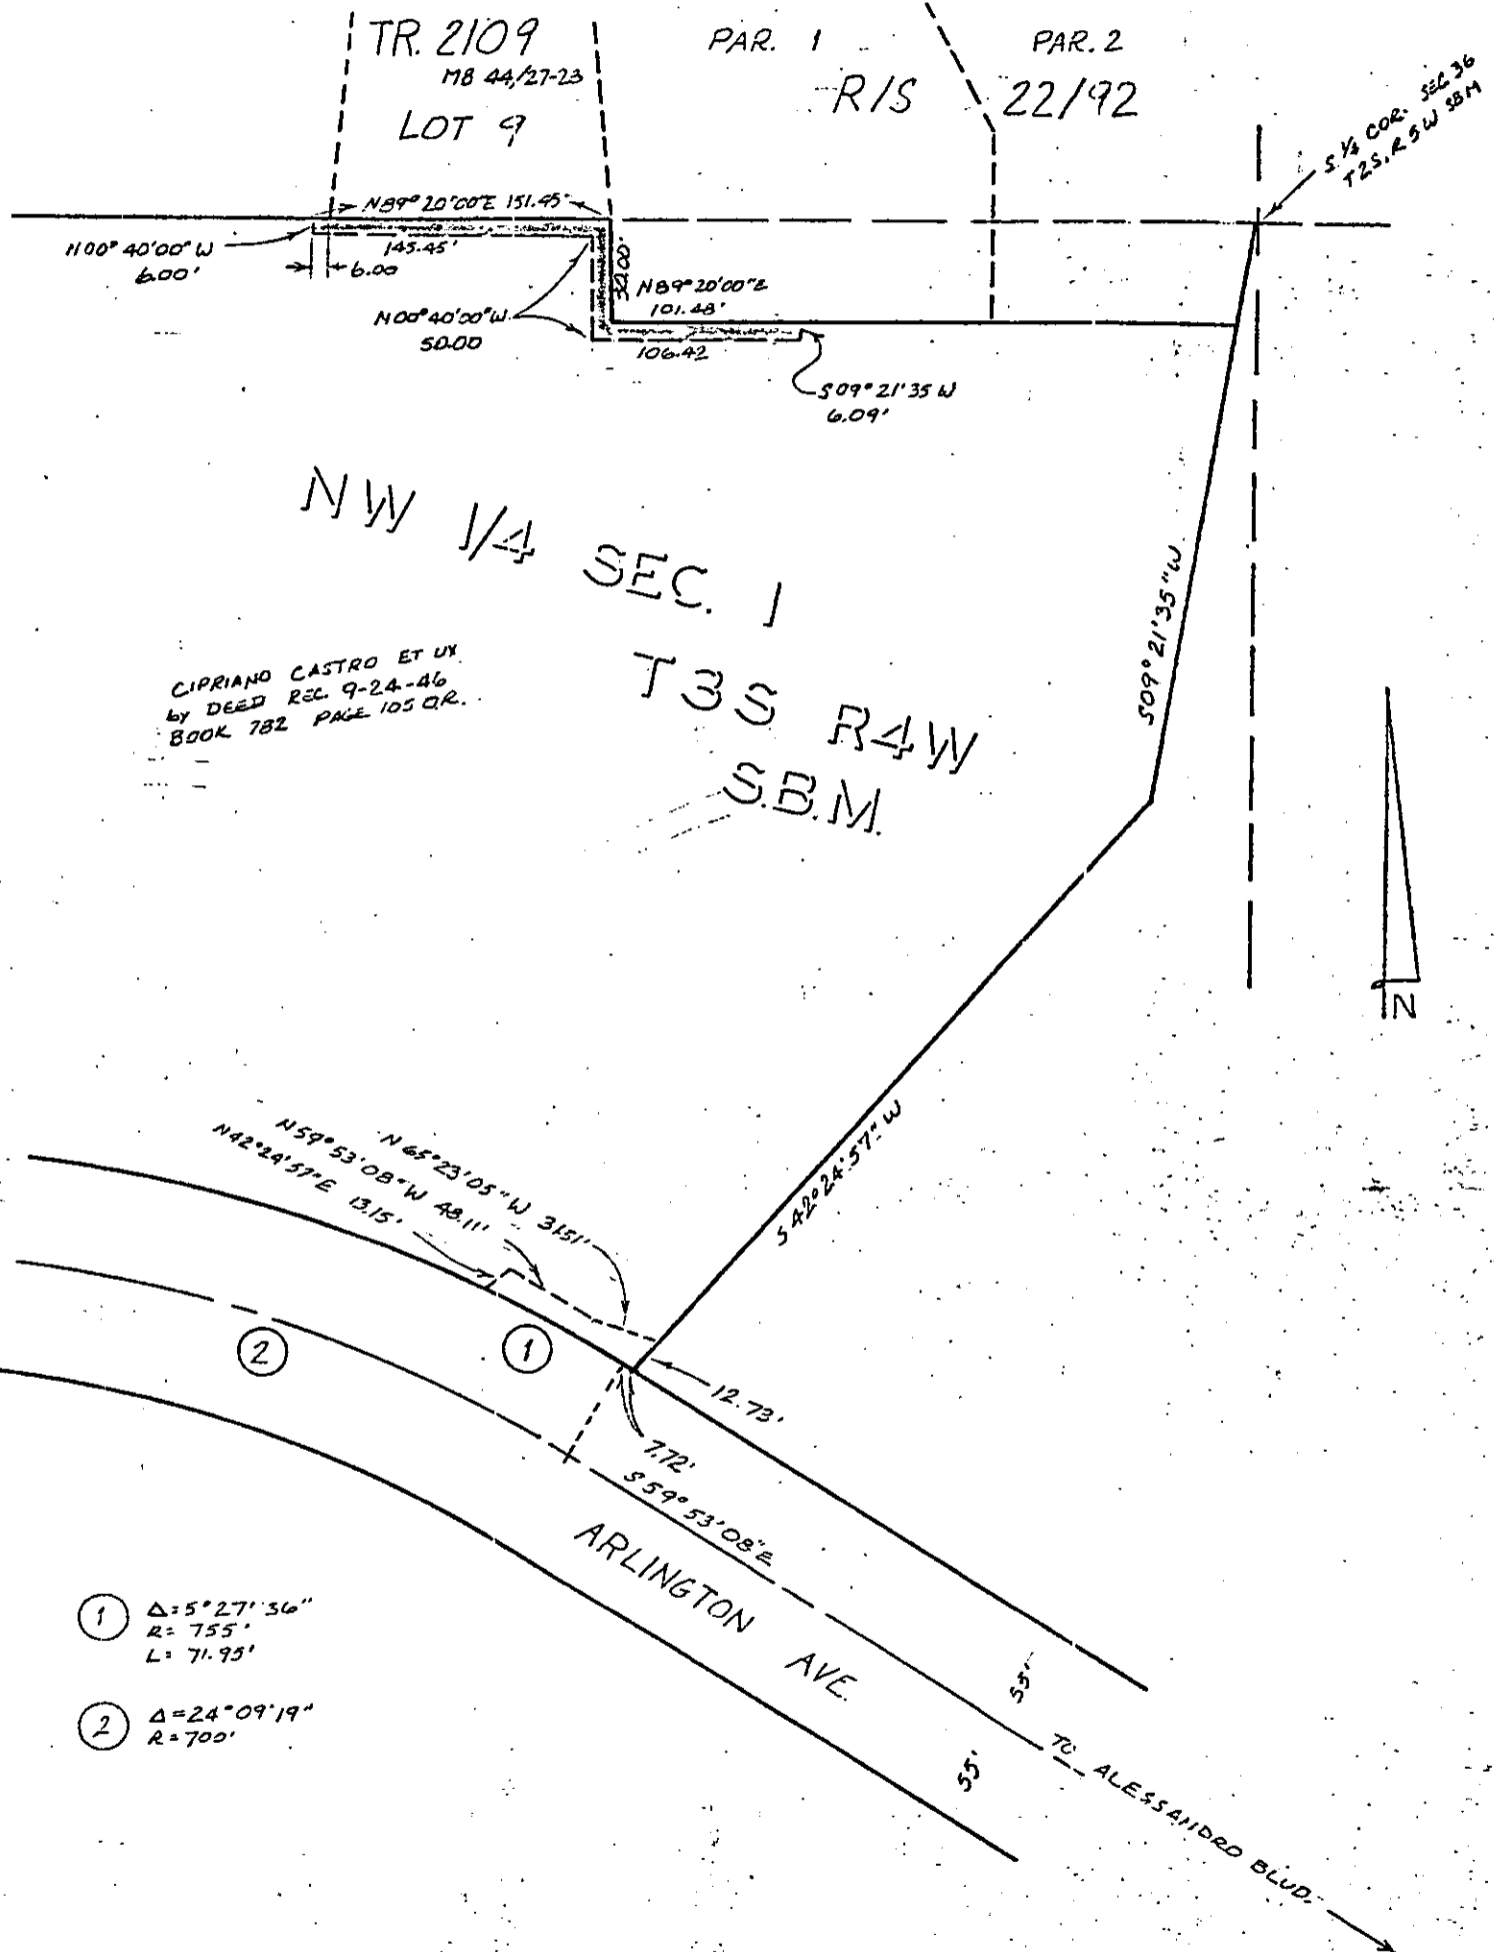 TR. 2109
MB 44/27-23
LOT 9
PAR. 1
PAR. 2
R/S 22/92
S. 1/4 COR. SEC 36
T2S, R5W SBM
N89°20'00"E 151.45'
N00°40'00"W
6.00'
145.45'
6.00
N00°40'00"W
50.00
N89°20'00"E
101.48'
106.42
S09°21'35 W
6.09'
NW 1/4 SEC. 1
T3S R4W
S.B.M.
S09°21'35"W
CIPRIANO CASTRO ET UX
by DEED REC. 9-24-46
BOOK 782 PAGE 105 O.R.
N
S42°24'57"W
N65°23'05"W 31.51'
N59°53'08"W 48.11'
N42°24'57"E 13.15'
2
1
12.73'
7.72'
S59°53'08"E
ARLINGTON AVE.
55'
55'
TO ALESSANDRO BLVD.
1 Δ=5°27'36"
R= 755'
L= 71.95'
2 Δ=24°09'19"
R=700'